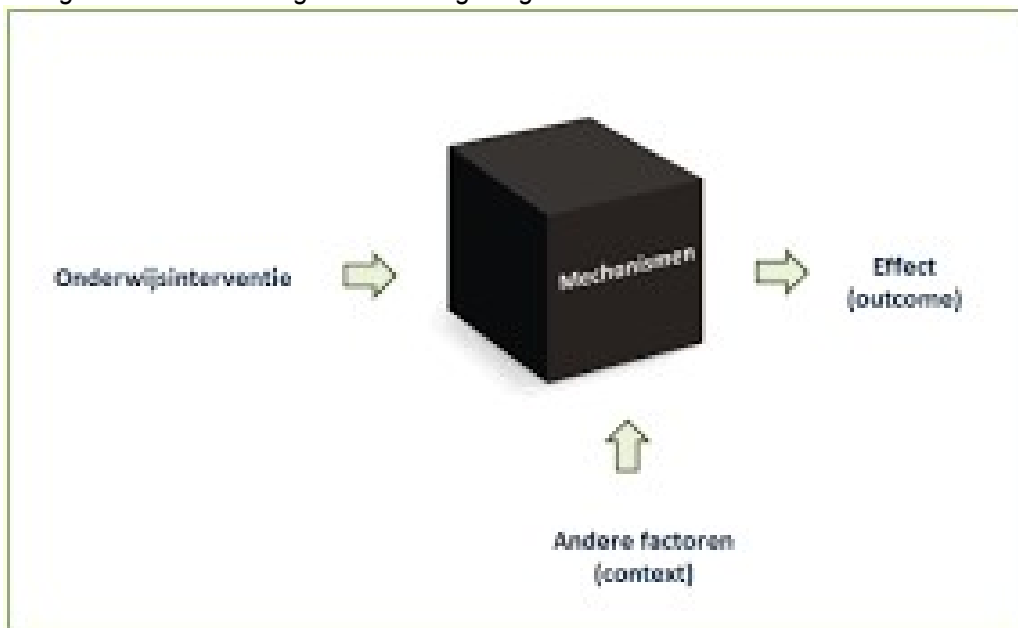 Onderwijsinterventie
Mechanismen
Effect
(outcome)
Andere factoren
(context)